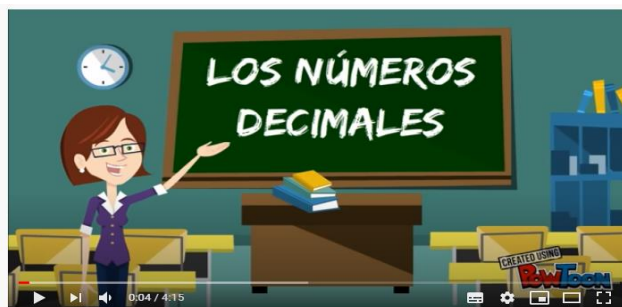 LOS NÚMEROS
DECIMALES
CREATED USING
POWTOON
0:04 / 4:15